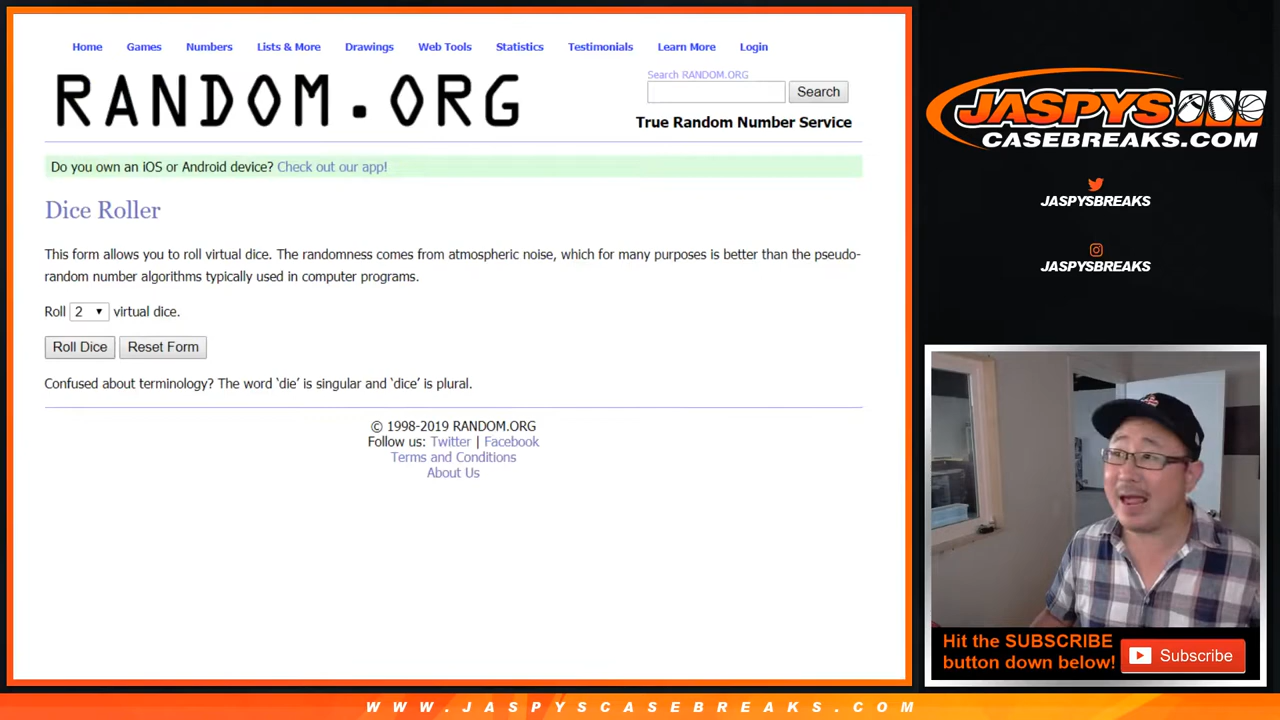 Home Games Numbers Lists & More Drawings Web Tools Statistics Testimonials Learn More Login
RANDOM.ORG
Search RANDOM.ORG
Search
True Random Number Service
Do you own an iOS or Android device? Check out our app!
Dice Roller
This form allows you to roll virtual dice. The randomness comes from atmospheric noise, which for many purposes is better than the pseudo-
random number algorithms typically used in computer programs.
Roll 2 virtual dice.
Roll Dice Reset Form
Confused about terminology? The word ‘die’ is singular and ‘dice’ is plural.
© 1998-2019 RANDOM.ORG
Follow us: Twitter | Facebook
Terms and Conditions
About Us
JASPYS
CASEBREAKS.COM
JASPYSBREAKS
JASPYSBREAKS
Hit the SUBSCRIBE
button down below!
Subscribe
WWW.JASPYSCASEBREAKS.COM